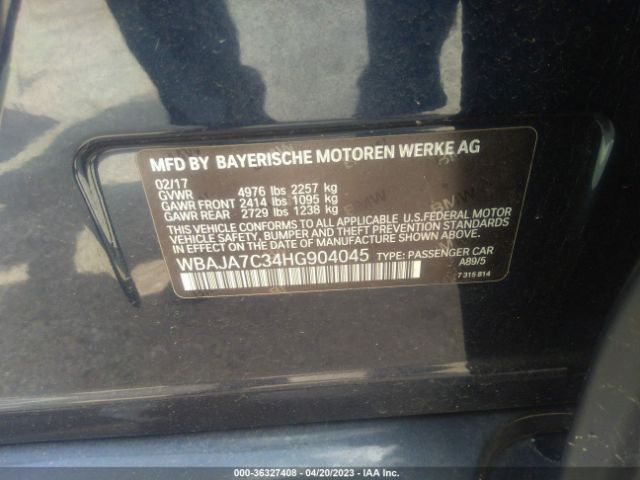 MFD BY BAYERISCHE MOTOREN WERKE AG
02/17
GVWR 4976 lbs 2257 kg
GAWR FRONT 2414 lbs 1095 kg
GAWR REAR 2729 lbs 1238 kg
THIS VEHICLE CONFORMS TO ALL APPLICABLE U.S.FEDERAL MOTOR
VEHICLE SAFETY, BUMPER AND THEFT PREVENTION STANDARDS
IN EFFECT ON THE DATE OF MANUFACTURE SHOWN ABOVE.
WBAJA7C34HG904045 TYPE: PASSENGER CAR
A89/5
7 315 814
000-36327408 - 04/20/2023 - IAA Inc.